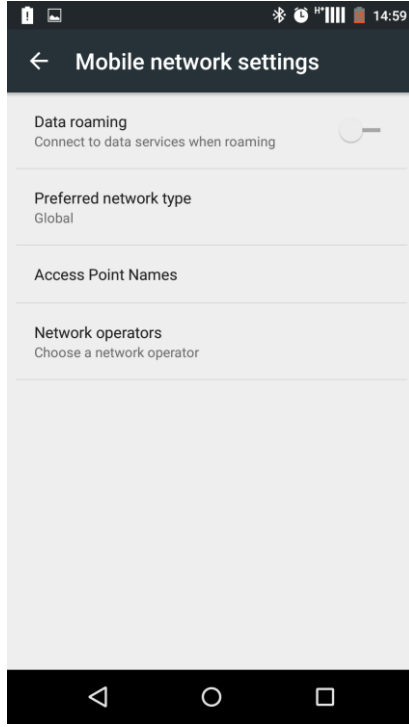 H+ 14:59
Mobile network settings
Data roaming
Connect to data services when roaming
Preferred network type
Global
Access Point Names
Network operators
Choose a network operator